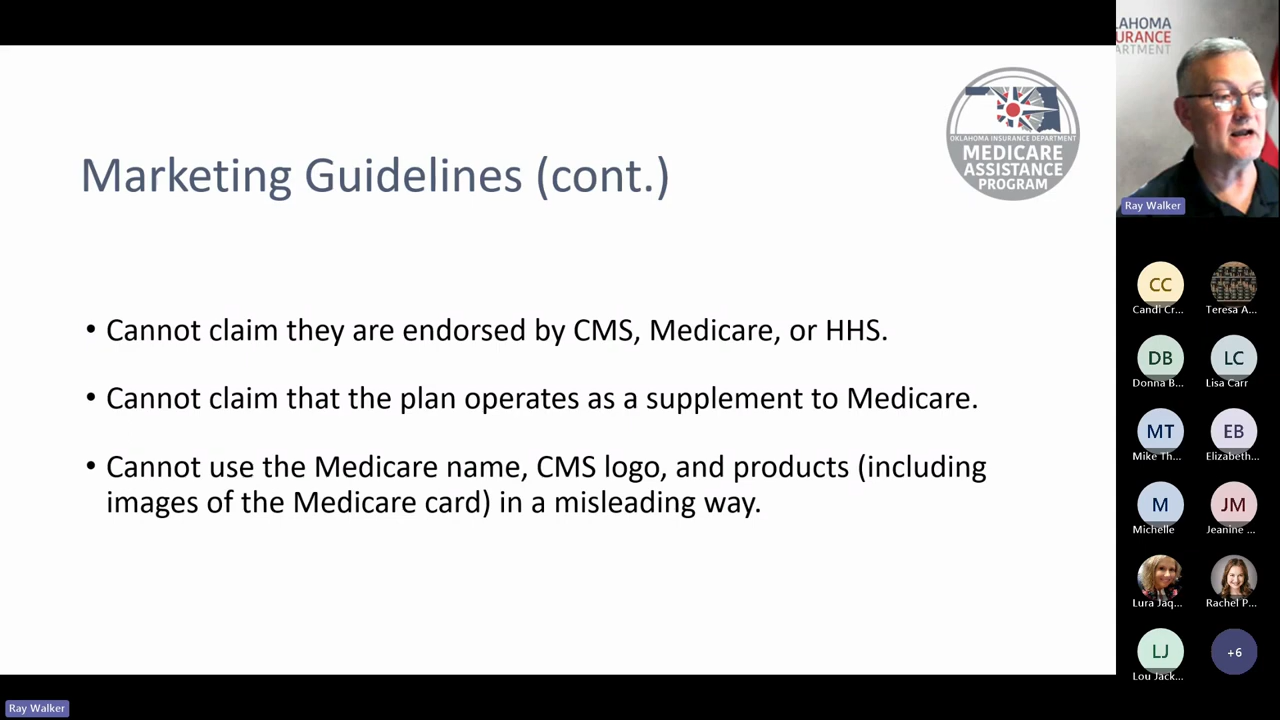 Marketing Guidelines (cont.)
OKLAHOMA INSURANCE DEPARTMENT
MEDICARE
ASSISTANCE
PROGRAM
• Cannot claim they are endorsed by CMS, Medicare, or HHS.
• Cannot claim that the plan operates as a supplement to Medicare.
• Cannot use the Medicare name, CMS logo, and products (including
images of the Medicare card) in a misleading way.
LAHOMA
URANCE
ARTMENT
Ray Walker
CC
Candi Cr...
Teresa A...
DB
Donna B...
LC
Lisa Carr
MT
Mike Th...
EB
Elizabeth...
M
Michelle
JM
Jeanine ...
Lura Jaq...
Rachel P...
LJ
Lou Jack...
+6
Ray Walker